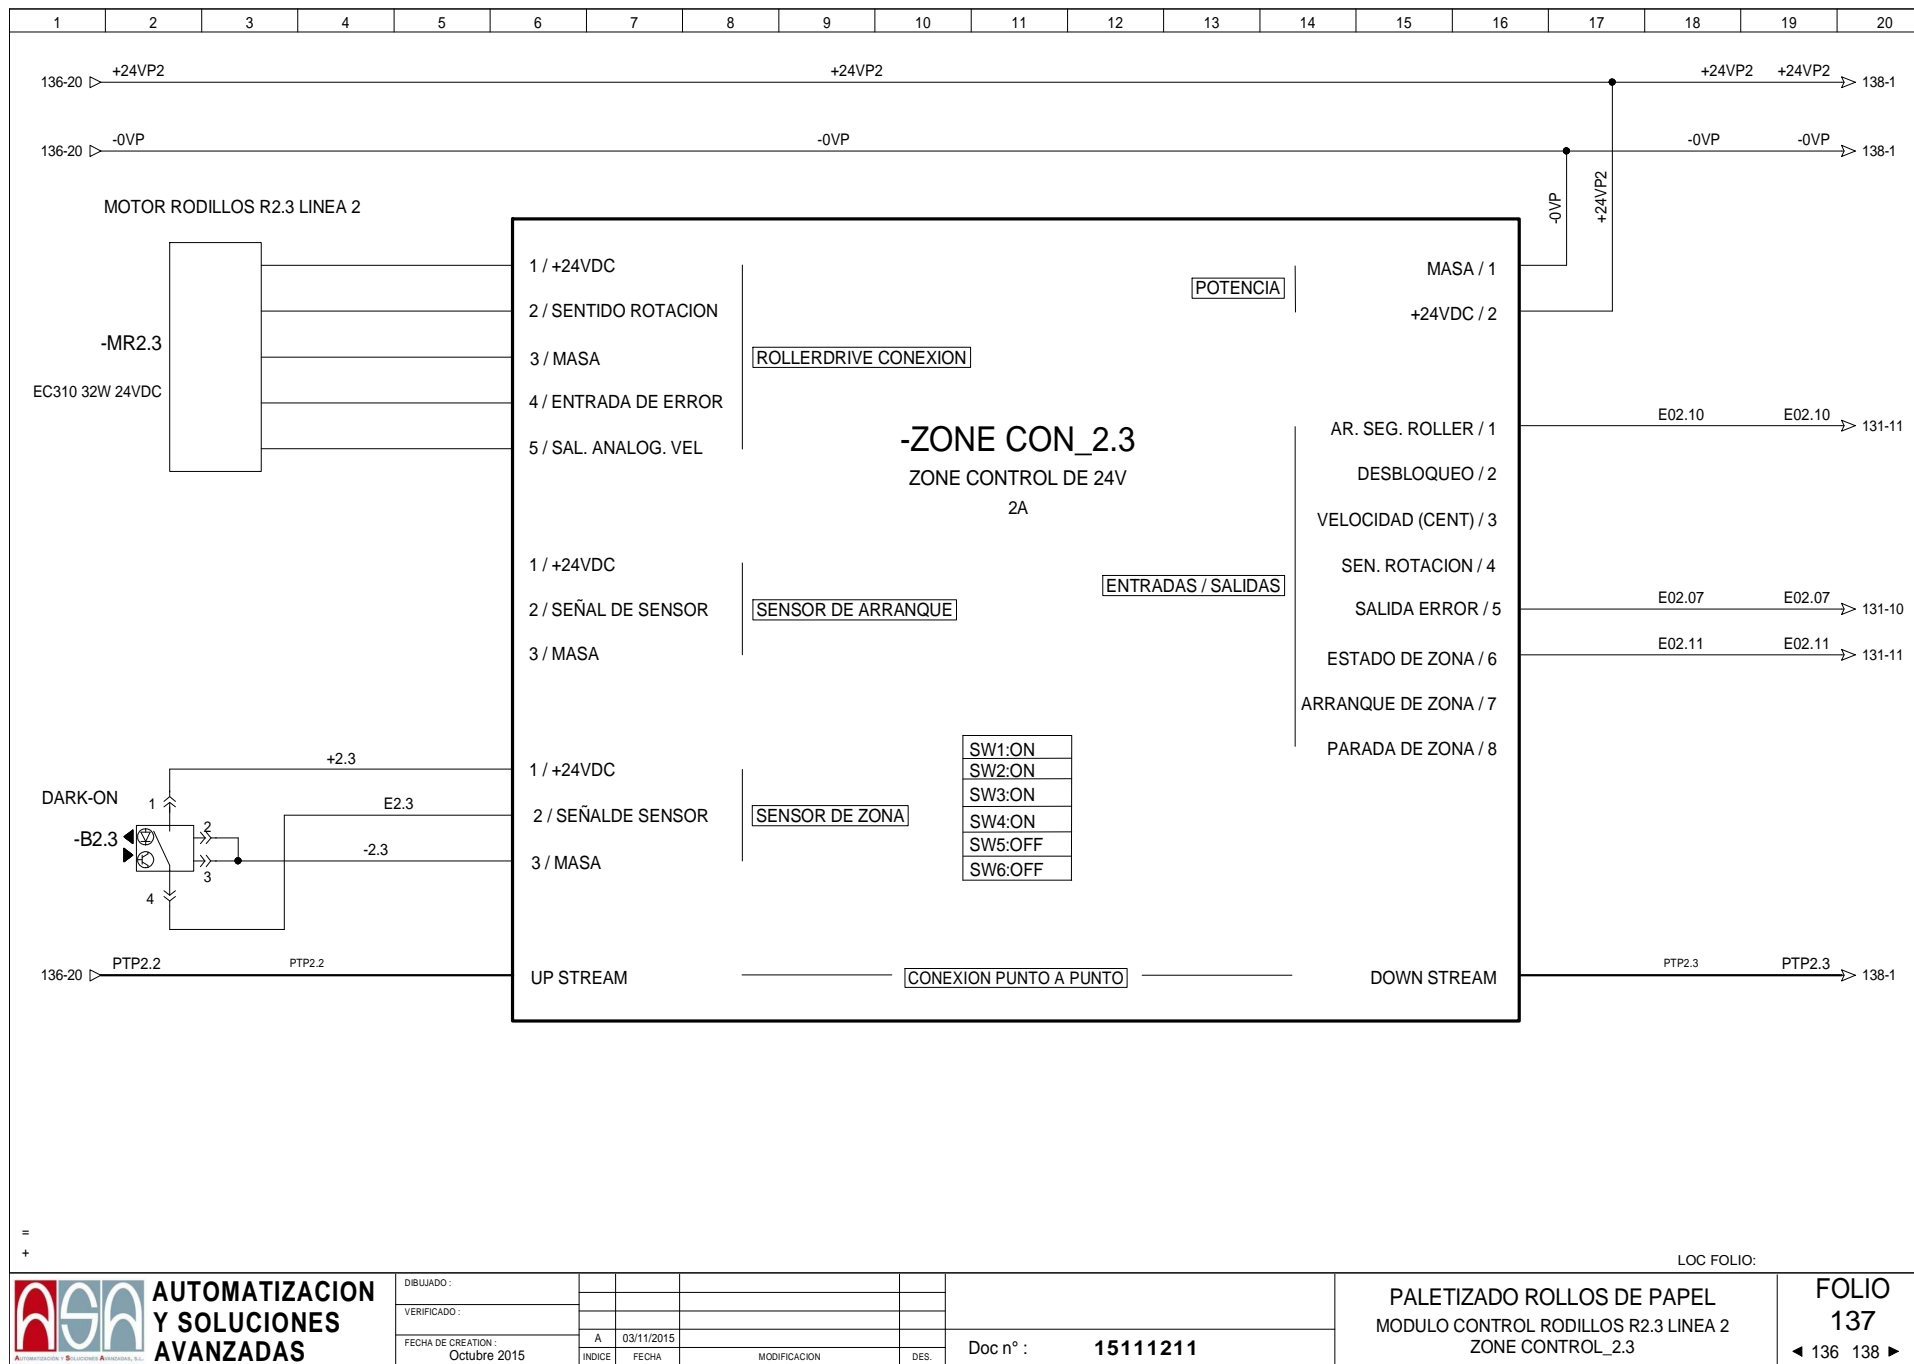 1 2 3 4 5 6 7 8 9 10 11 12 13 14 15 16 17 18 19 20
136-20 +24VP2 +24VP2 +24VP2 +24VP2 138-1
136-20 -0VP -0VP -0VP -0VP 138-1
-0VP
+24VP2
MOTOR RODILLOS R2.3 LINEA 2
-MR2.3
EC310 32W 24VDC
1 / +24VDC
2 / SENTIDO ROTACION
3 / MASA
4 / ENTRADA DE ERROR
5 / SAL. ANALOG. VEL
ROLLERDRIVE CONEXION
POTENCIA
MASA / 1
+24VDC / 2
-ZONE CON_2.3
ZONE CONTROL DE 24V
2A
1 / +24VDC
2 / SEÑAL DE SENSOR
3 / MASA
SENSOR DE ARRANQUE
ENTRADAS / SALIDAS
AR. SEG. ROLLER / 1 E02.10 E02.10 131-11
DESBLOQUEO / 2
VELOCIDAD (CENT) / 3
SEN. ROTACION / 4
SALIDA ERROR / 5 E02.07 E02.07 131-10
ESTADO DE ZONA / 6 E02.11 E02.11 131-11
ARRANQUE DE ZONA / 7
PARADA DE ZONA / 8
DARK-ON
-B2.3
1
2
3
4
+2.3
E2.3
-2.3
1 / +24VDC
2 / SEÑALDE SENSOR
3 / MASA
SENSOR DE ZONA
SW1:ON
SW2:ON
SW3:ON
SW4:ON
SW5:OFF
SW6:OFF
136-20 PTP2.2 PTP2.2 UP STREAM CONEXION PUNTO A PUNTO DOWN STREAM PTP2.3 PTP2.3 138-1
=
+
LOC FOLIO:
ASA
AUTOMATIZACION Y SOLUCIONES AVANZADAS, S.L.
AUTOMATIZACION
Y SOLUCIONES
AVANZADAS
DIBUJADO :
VERIFICADO :
FECHA DE CREATION :
Octubre 2015
A 03/11/2015
INDICE FECHA MODIFICACION DES.
Doc n° : 15111211
PALETIZADO ROLLOS DE PAPEL
MODULO CONTROL RODILLOS R2.3 LINEA 2
ZONE CONTROL_2.3
FOLIO
137
136 138